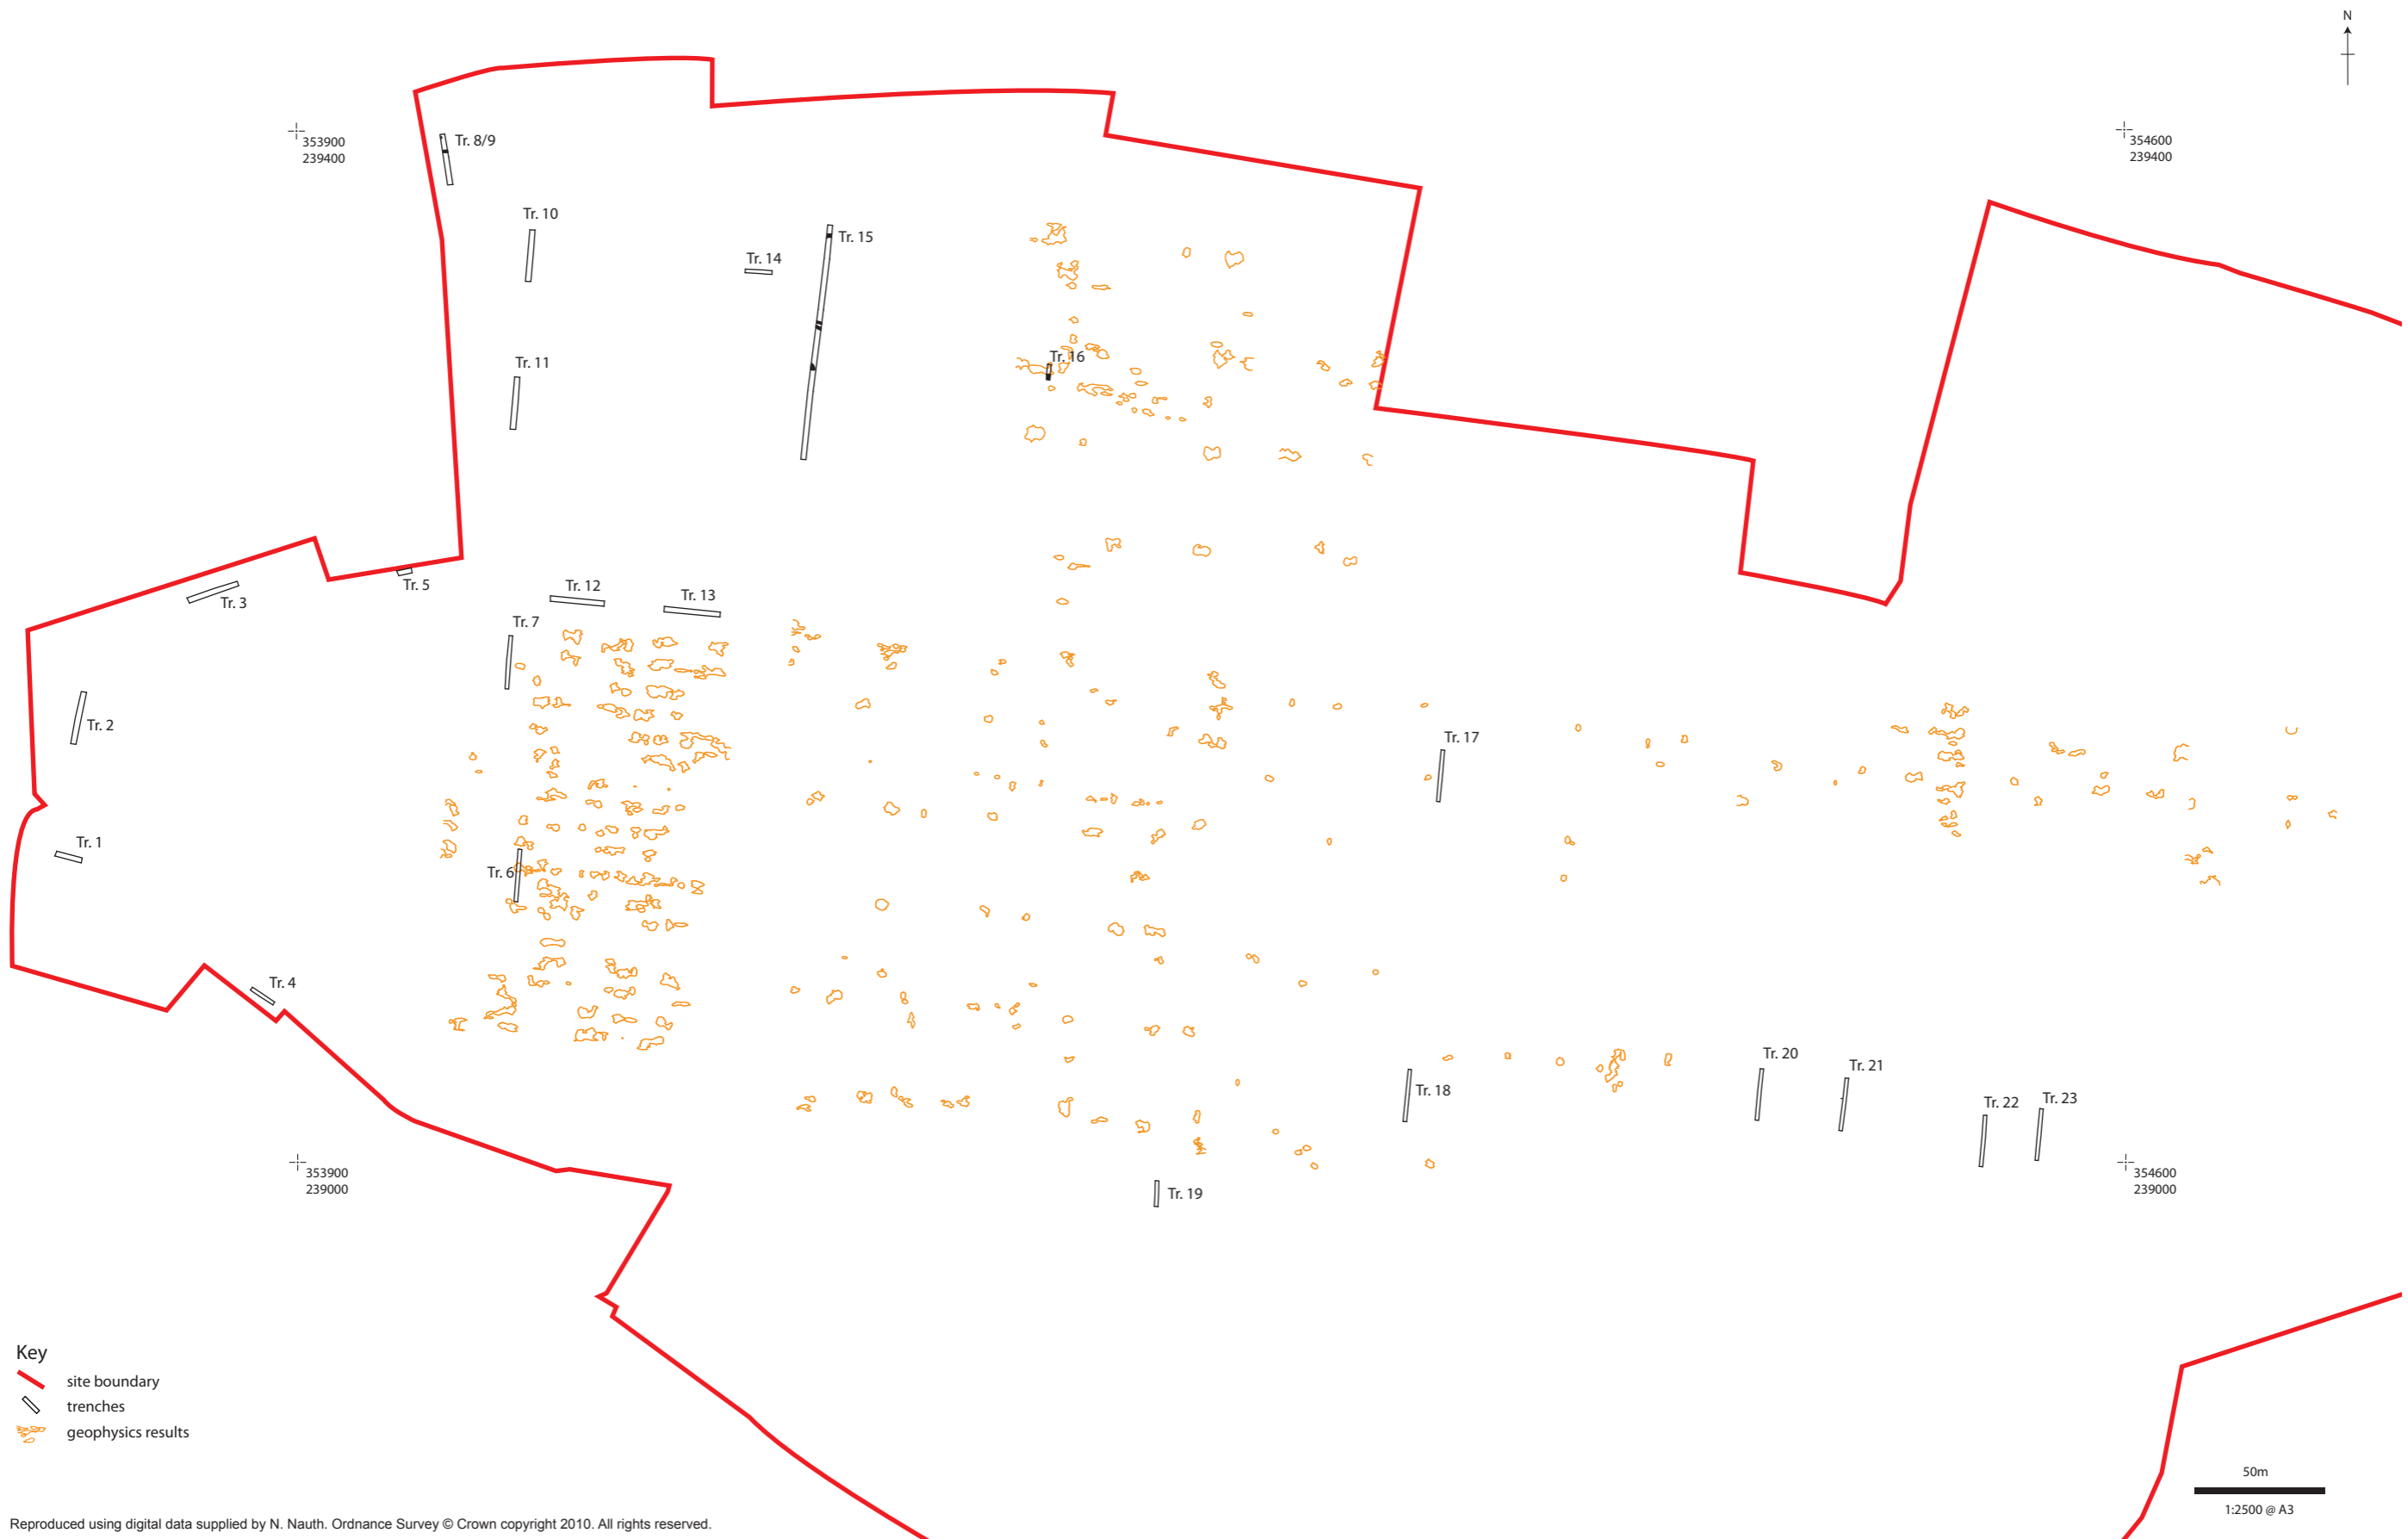 N
353900
239400
354600
239400
Tr. 8/9
Tr. 10
Tr. 15
Tr. 14
Tr. 16
Tr. 11
Tr. 5
Tr. 3
Tr. 12
Tr. 13
Tr. 7
Tr. 2
Tr. 17
Tr. 1
Tr. 6
Tr. 4
Tr. 18
Tr. 20
Tr. 21
Tr. 22
Tr. 23
Tr. 19
353900
239000
354600
239000
Key
site boundary
trenches
geophysics results
50m
1:2500 @ A3
Reproduced using digital data supplied by N. Nauth. Ordnance Survey © Crown copyright 2010. All rights reserved.